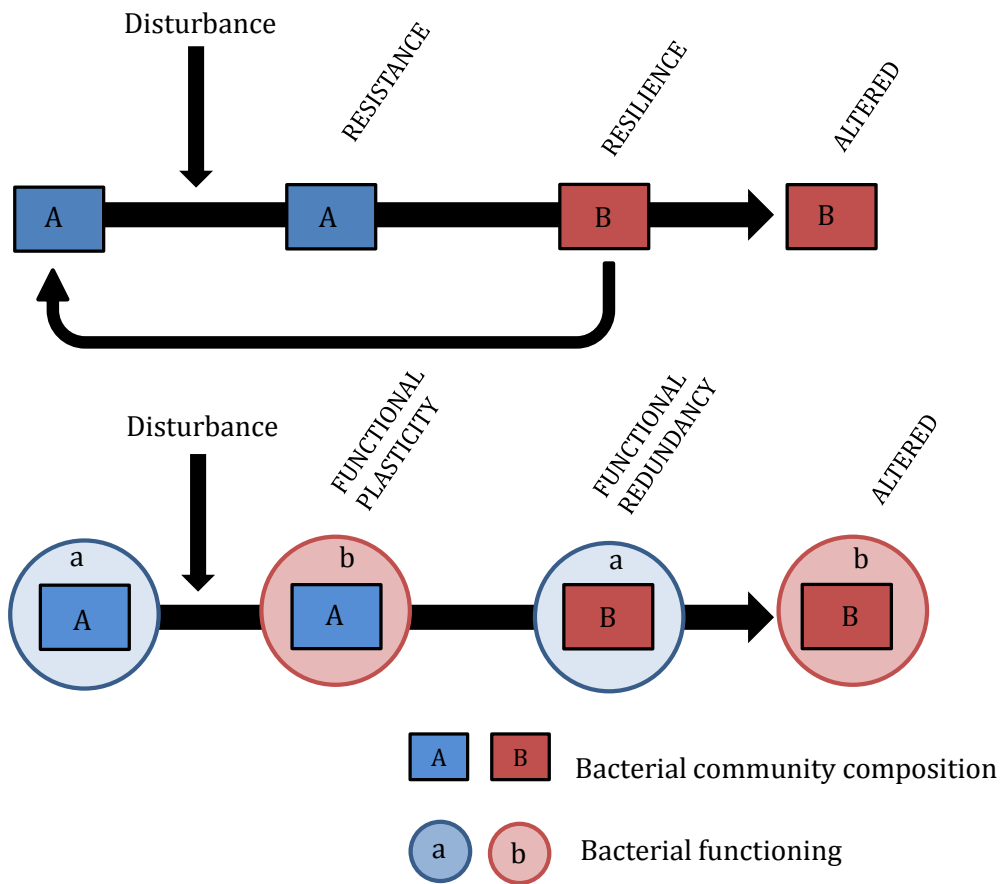 Disturbance
RESISTANCE
RESILIENCE
ALTERED
A
A
B
B
Disturbance
FUNCTIONAL
PLASTICITY
FUNCTIONAL
REDUNDANCY
ALTERED
a
b
a
b
A
A
B
B
A B Bacterial community composition
a b Bacterial functioning